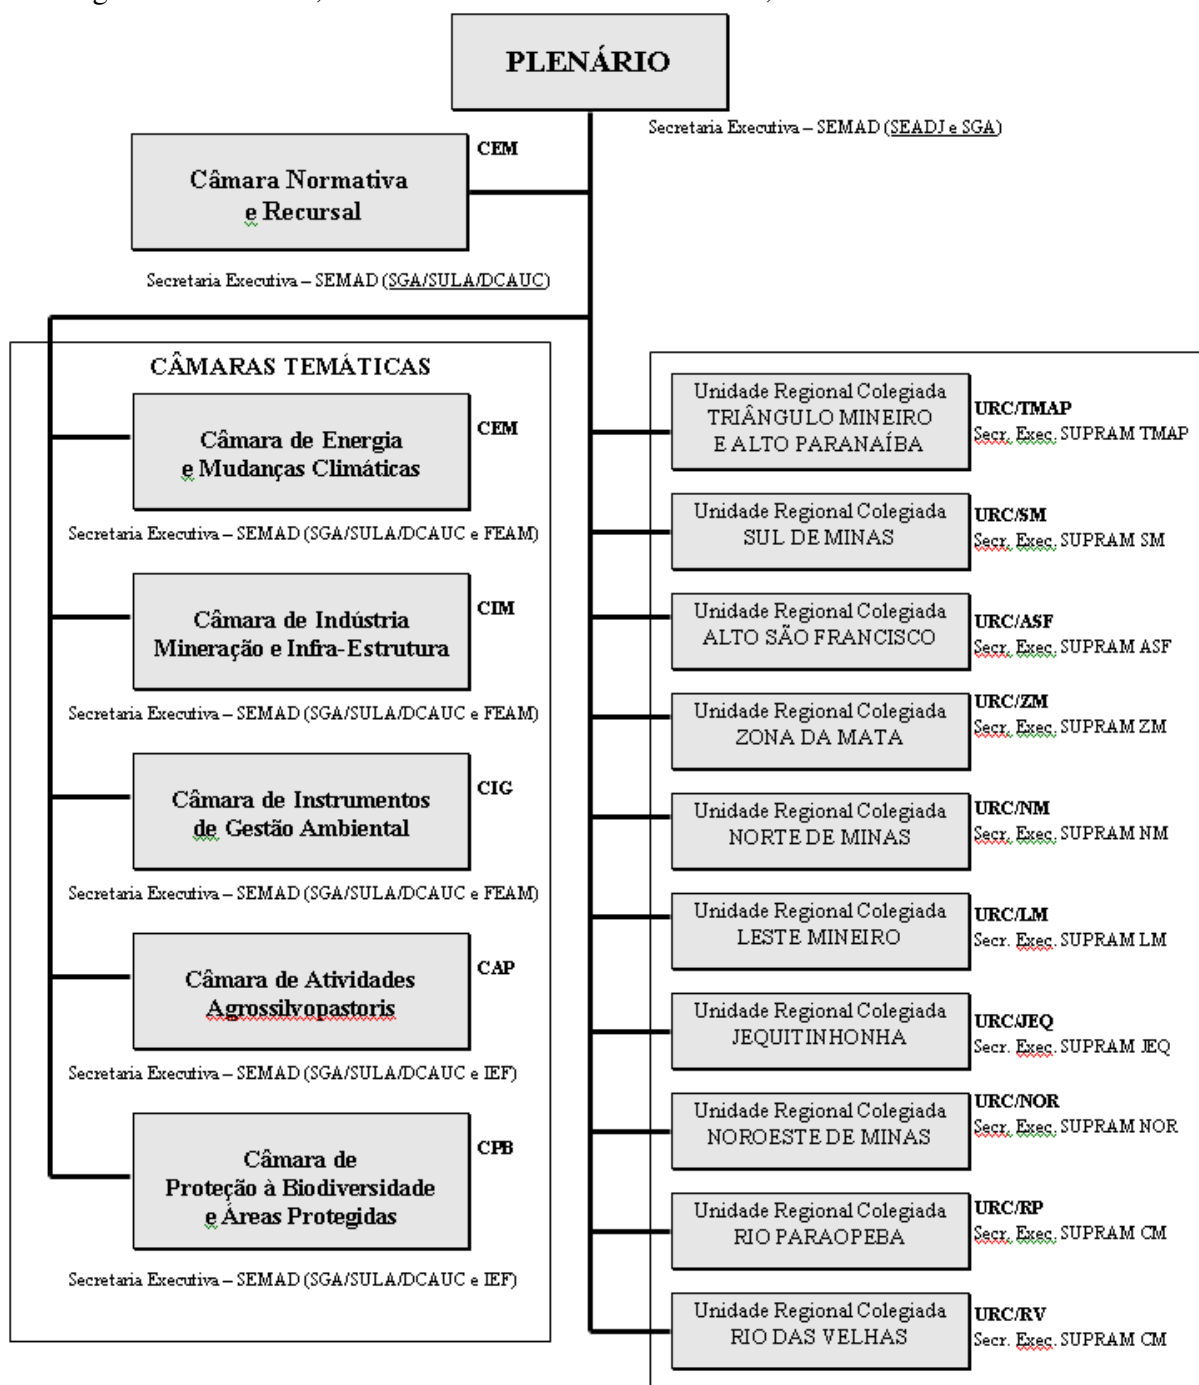 PLENÁRIO
Secretaria Executiva – SEMAD (SEADJ e SGA)
CEM
Câmara Normativa
e Recursal
Secretaria Executiva – SEMAD (SGA/SULA/DCAUC)
CÂMARAS TEMÁTICAS
Câmara de Energia
e Mudanças Climáticas
CEM
Secretaria Executiva – SEMAD (SGA/SULA/DCAUC e FEAM)
Câmara de Indústria
Mineração e Infra-Estrutura
CIM
Secretaria Executiva – SEMAD (SGA/SULA/DCAUC e FEAM)
Câmara de Instrumentos
de Gestão Ambiental
CIG
Secretaria Executiva – SEMAD (SGA/SULA/DCAUC e FEAM)
Câmara de Atividades
Agrossilvopastoris
CAP
Secretaria Executiva – SEMAD (SGA/SULA/DCAUC e IEF)
Câmara de
Proteção à Biodiversidade
e Áreas Protegidas
CPB
Secretaria Executiva – SEMAD (SGA/SULA/DCAUC e IEF)
Unidade Regional Colegiada
TRIÂNGULO MINEIRO
E ALTO PARANAÍBA
URC/TMAP
Secr. Exec. SUPRAM TMAP
Unidade Regional Colegiada
SUL DE MINAS
URC/SM
Secr. Exec. SUPRAM SM
Unidade Regional Colegiada
ALTO SÃO FRANCISCO
URC/ASF
Secr. Exec. SUPRAM ASF
Unidade Regional Colegiada
ZONA DA MATA
URC/ZM
Secr. Exec. SUPRAM ZM
Unidade Regional Colegiada
NORTE DE MINAS
URC/NM
Secr. Exec. SUPRAM NM
Unidade Regional Colegiada
LESTE MINEIRO
URC/LM
Secr. Exec. SUPRAM LM
Unidade Regional Colegiada
JEQUITINHONHA
URC/JEQ
Secr. Exec. SUPRAM JEQ
Unidade Regional Colegiada
NOROESTE DE MINAS
URC/NOR
Secr. Exec. SUPRAM NOR
Unidade Regional Colegiada
RIO PARAOPEBA
URC/RP
Secr. Exec. SUPRAM CM
Unidade Regional Colegiada
RIO DAS VELHAS
URC/RV
Secr. Exec. SUPRAM CM